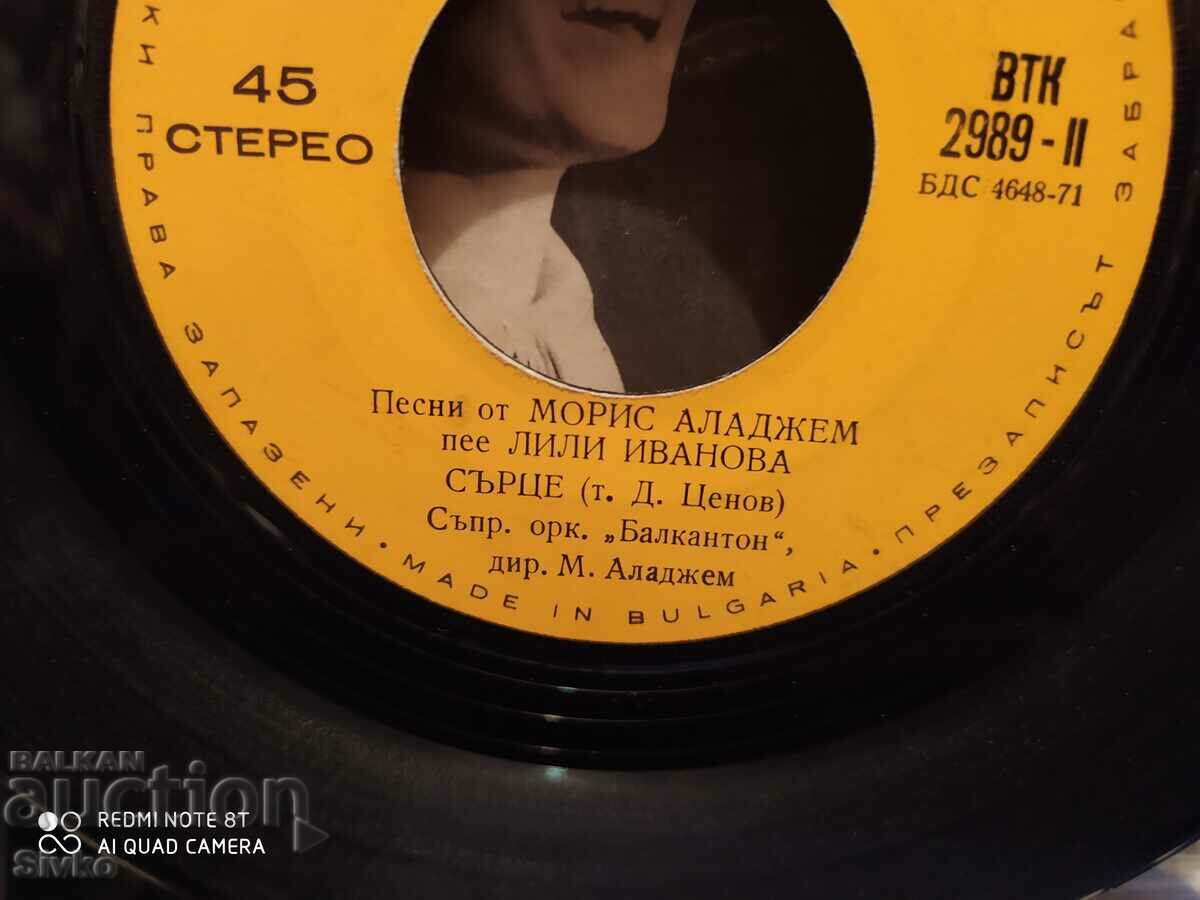 45
СТЕРЕО
ВТК
2989-II
БДС 4648-71
Песни от МОРИС АЛАДЖЕМ
пее ЛИЛИ ИВАНОВА
СЪРЦЕ (т. Д. Ценов)
Съпр. орк. „Балкантон“,
дир. М. Аладжем
ПРАВА ЗАПАЗЕНИ • MADE IN BULGARIA • ПРЕЗАПИСЪТ
BALKAN
auction
REDMI NOTE 8T
AI QUAD CAMERA
Sivko